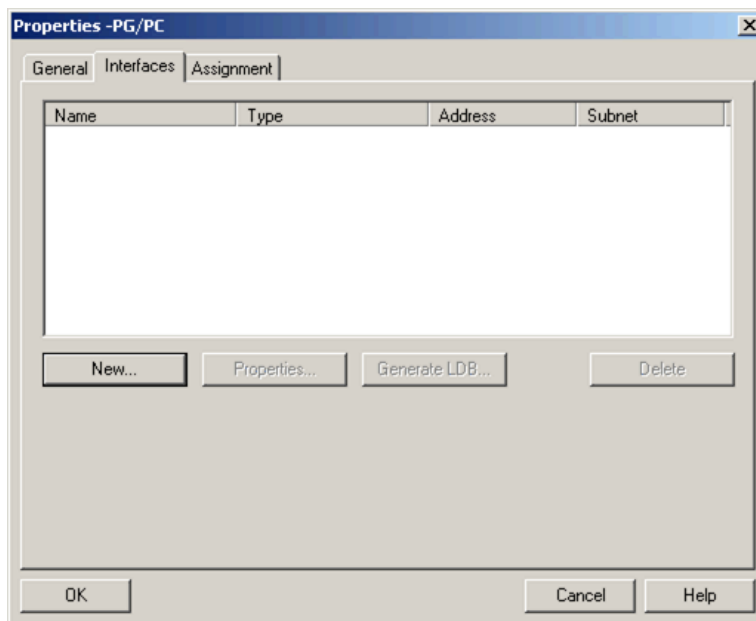 Properties -PG/PC
General Interfaces Assignment
Name Type Address Subnet
New... Properties... Generate LDB... Delete
OK Cancel Help